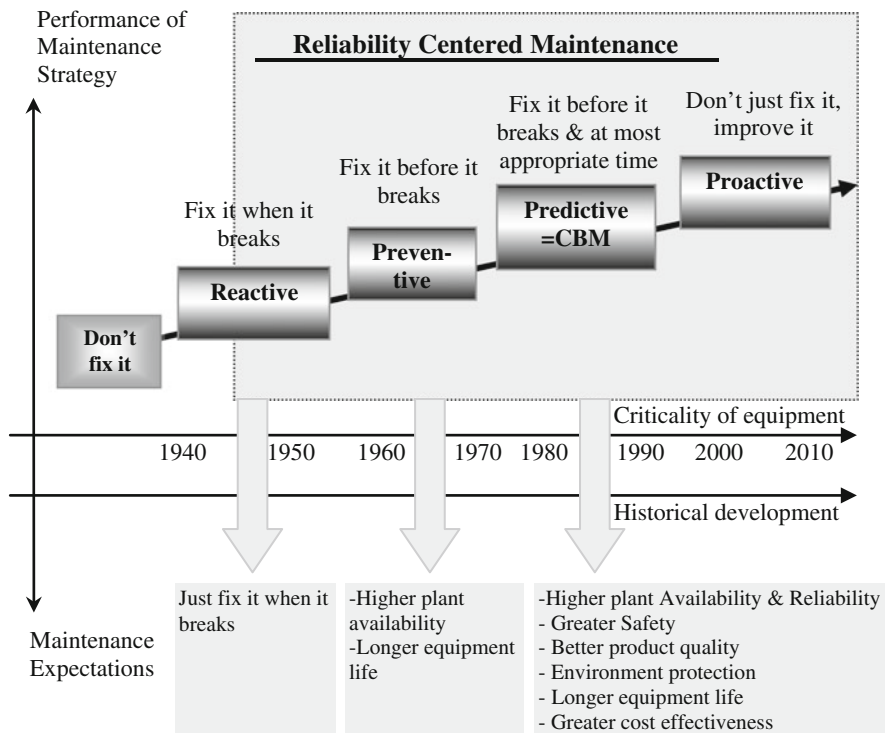 Performance of
Maintenance
Strategy
Reliability Centered Maintenance
Fix it before it
breaks & at most
appropriate time
Don’t just fix it,
improve it
Fix it before it
breaks
Fix it when it
breaks
Proactive
Predictive
=CBM
Preven-
tive
Reactive
Don’t
fix it
Criticality of equipment
1940 1950 1960 1970 1980 1990 2000 2010
Historical development
Maintenance
Expectations
Just fix it when it
breaks
-Higher plant
availability
-Longer equipment
life
-Higher plant Availability & Reliability
- Greater Safety
- Better product quality
- Environment protection
- Longer equipment life
- Greater cost effectiveness